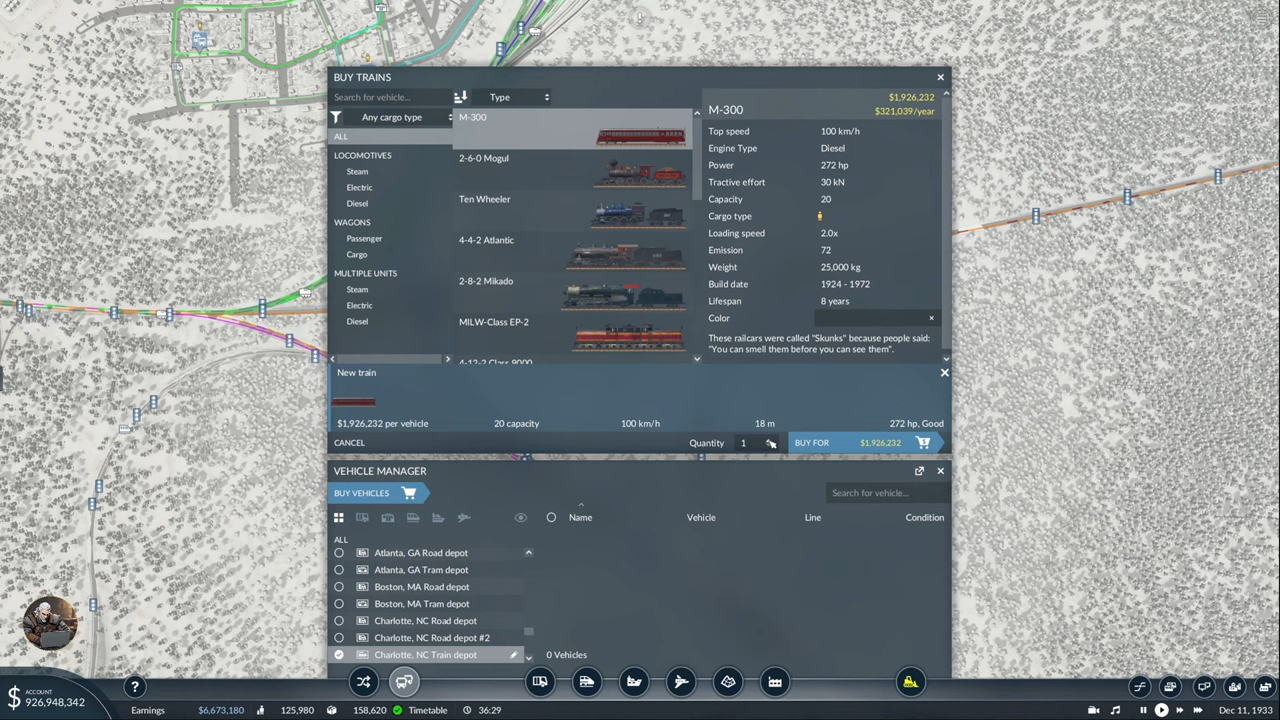 BUY TRAINS
Search for vehicle...
Type
Any cargo type
ALL
LOCOMOTIVES
Steam
Electric
Diesel
WAGONS
Passenger
Cargo
MULTIPLE UNITS
Steam
Electric
Diesel
M-300
2-6-0 Mogul
Ten Wheeler
4-4-2 Atlantic
2-8-2 Mikado
MILW-Class EP-2
4-12-2 Class 9000
$1,926,232
M-300 $321,039/year
Top speed 100 km/h
Engine Type Diesel
Power 272 hp
Tractive effort 30 kN
Capacity 20
Cargo type
Loading speed 2.0x
Emission 72
Weight 25,000 kg
Build date 1924 - 1972
Lifespan 8 years
Color
These railcars were called "Skunks" because people said:
"You can smell them before you can see them".
New train
$1,926,232 per vehicle 20 capacity 100 km/h 18 m 272 hp, Good
CANCEL Quantity 1 BUY FOR $1,926,232
VEHICLE MANAGER
BUY VEHICLES Search for vehicle...
Name Vehicle Line Condition
ALL
Atlanta, GA Road depot
Atlanta, GA Tram depot
Boston, MA Road depot
Boston, MA Tram depot
Charlotte, NC Road depot
Charlotte, NC Road depot #2
Charlotte, NC Train depot 0 Vehicles
$ ACCOUNT
926,948,342
?
Earnings $6,673,180 125,980 158,620 Timetable 36:29 Dec 11, 1933